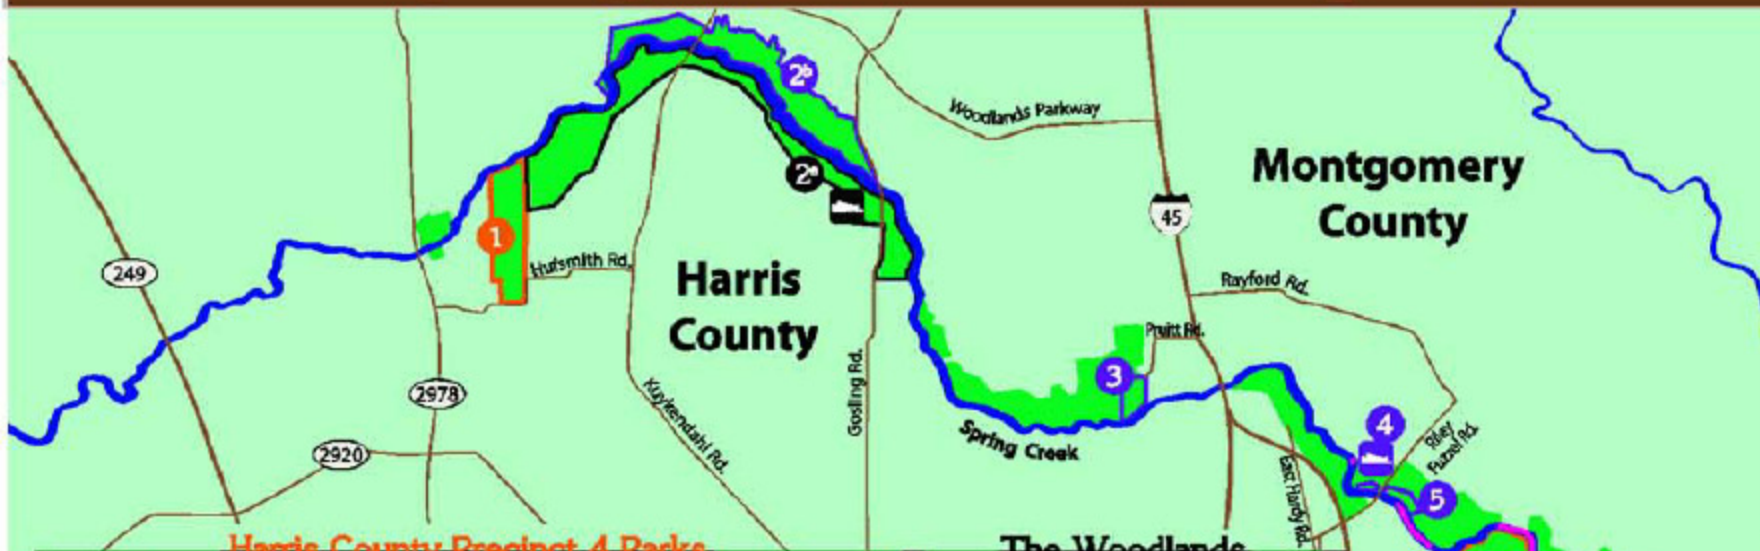 2b
Woodlands Parkway
2a
Montgomery
County
45
1
Hufsmith Rd.
249
Harris
County
Rayford Rd.
Pruitt Rd.
3
2978
Kuykendahl Rd.
Gosling Rd.
Spring Creek
4
Riley
Fuzzel Rd.
2920
East Hardy Rd.
5
Harris County Precinct 4 Parks
The Woodlands